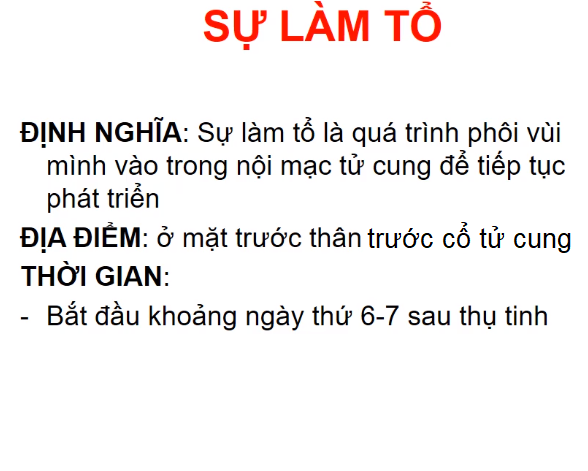 SỰ LÀM TỔ
ĐỊNH NGHĨA: Sự làm tổ là quá trình phôi vùi
mình vào trong nội mạc tử cung để tiếp tục
phát triển
ĐỊA ĐIỂM: ở mặt trước thân trước cổ tử cung
THỜI GIAN:
- Bắt đầu khoảng ngày thứ 6-7 sau thụ tinh